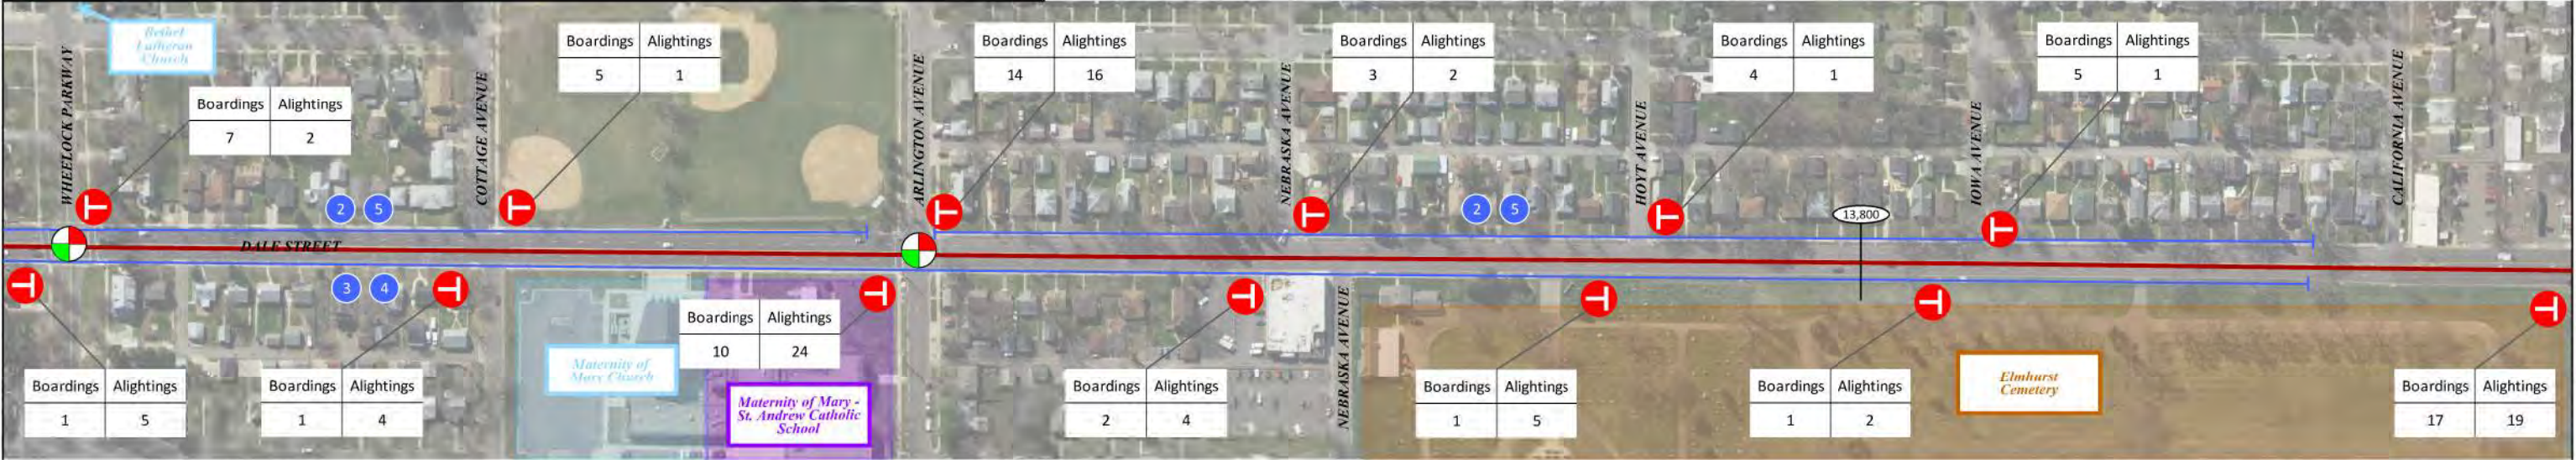 Bethel
Lutheran
Church
WHEELOCK PARKWAY
Boardings Alightings
7 2
COTTAGE AVENUE
Boardings Alightings
5 1
ARLINGTON AVENUE
Boardings Alightings
14 16
NEBRASKA AVENUE
Boardings Alightings
3 2
HOYT AVENUE
Boardings Alightings
4 1
IOWA AVENUE
Boardings Alightings
5 1
CALIFORNIA AVENUE
T
T
T
T
T
T
2 5
2 5
13,800
DALE STREET
T
3 4
T
T
T
T
T
T
Boardings Alightings
1 5
Boardings Alightings
1 4
Maternity of
Mary Church
Boardings Alightings
10 24
Maternity of Mary -
St. Andrew Catholic
School
Boardings Alightings
2 4
NEBRASKA AVENUE
Boardings Alightings
1 5
Boardings Alightings
1 2
Elmhurst
Cemetery
Boardings Alightings
17 19